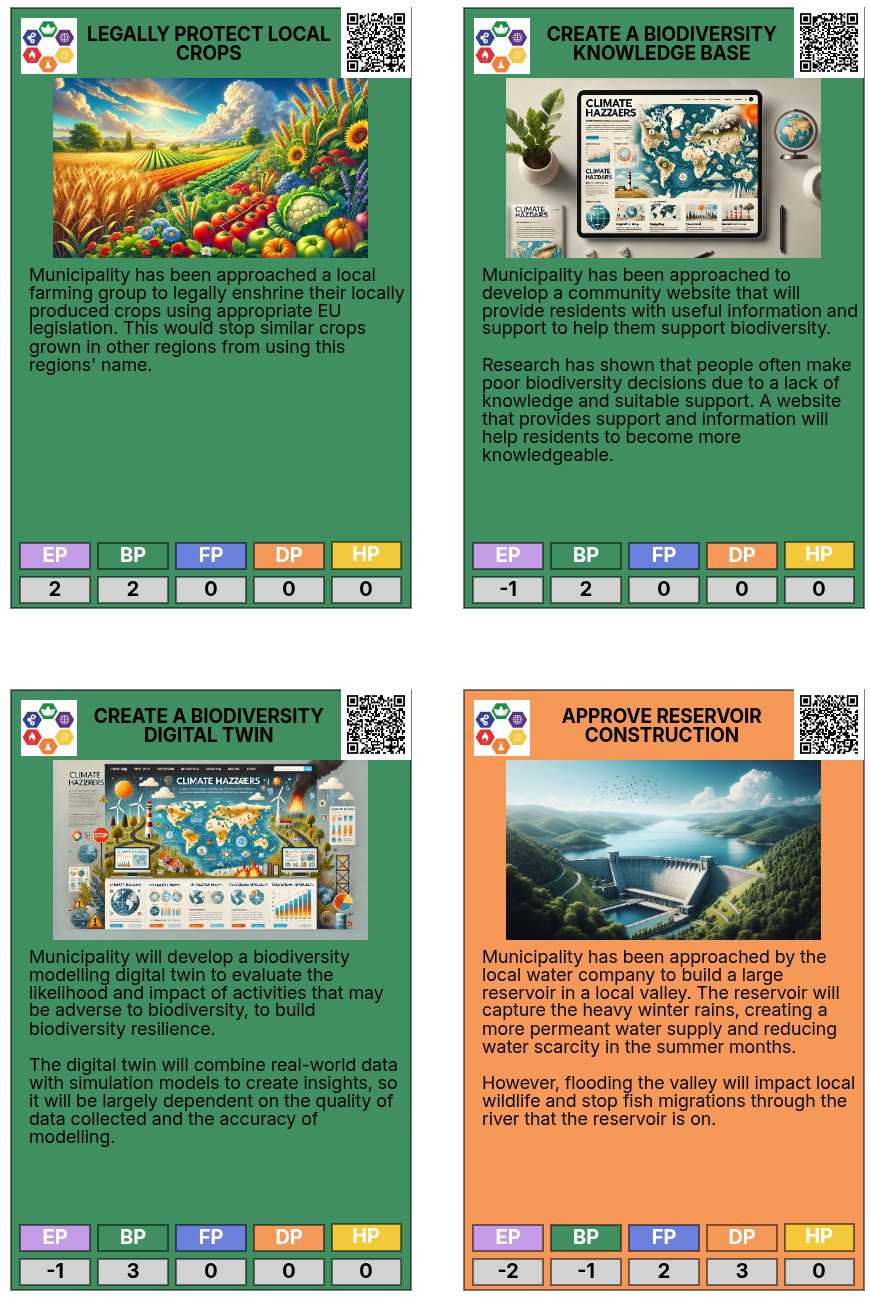 LEGALLY PROTECT LOCAL
CROPS
Municipality has been approached a local
farming group to legally enshrine their locally
produced crops using appropriate EU
legislation. This would stop similar crops
grown in other regions from using this
regions' name.
EP BP FP DP HP
2 2 0 0 0
CREATE A BIODIVERSITY
KNOWLEDGE BASE
CLIMATE
HAZZAERS
CLIMATE
Municipality has been approached to
develop a community website that will
provide residents with useful information and
support to help them support biodiversity.
Research has shown that people often make
poor biodiversity decisions due to a lack of
knowledge and suitable support. A website
that provides support and information will
help residents to become more
knowledgeable.
EP BP FP DP HP
-1 2 0 0 0
CREATE A BIODIVERSITY
DIGITAL TWIN
CLIMATE
CLIMATE HAZZAERS
STOP
Municipality will develop a biodiversity
modelling digital twin to evaluate the
likelihood and impact of activities that may
be adverse to biodiversity, to build
biodiversity resilience.
The digital twin will combine real-world data
with simulation models to create insights, so
it will be largely dependent on the quality of
data collected and the accuracy of
modelling.
EP BP FP DP HP
-1 3 0 0 0
APPROVE RESERVOIR
CONSTRUCTION
Municipality has been approached by the
local water company to build a large
reservoir in a local valley. The reservoir will
capture the heavy winter rains, creating a
more permeant water supply and reducing
water scarcity in the summer months.
However, flooding the valley will impact local
wildlife and stop fish migrations through the
river that the reservoir is on.
EP BP FP DP HP
-2 -1 2 3 0